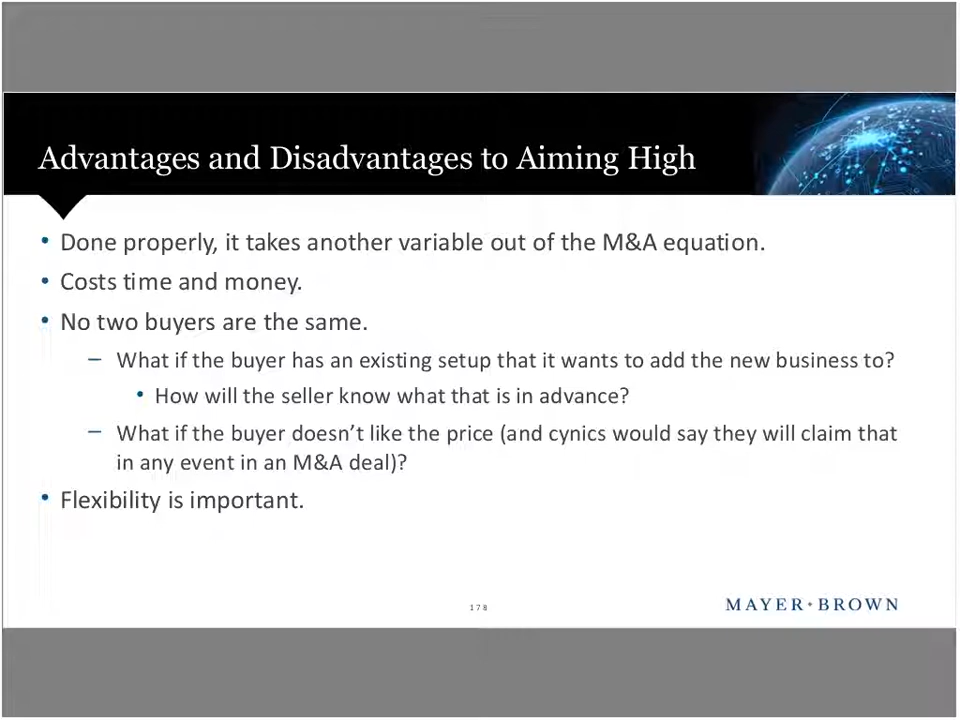 Advantages and Disadvantages to Aiming High
• Done properly, it takes another variable out of the M&A equation.
• Costs time and money.
• No two buyers are the same.
– What if the buyer has an existing setup that it wants to add the new business to?
• How will the seller know what that is in advance?
– What if the buyer doesn’t like the price (and cynics would say they will claim that
in any event in an M&A deal)?
• Flexibility is important.
178
MAYER•BROWN